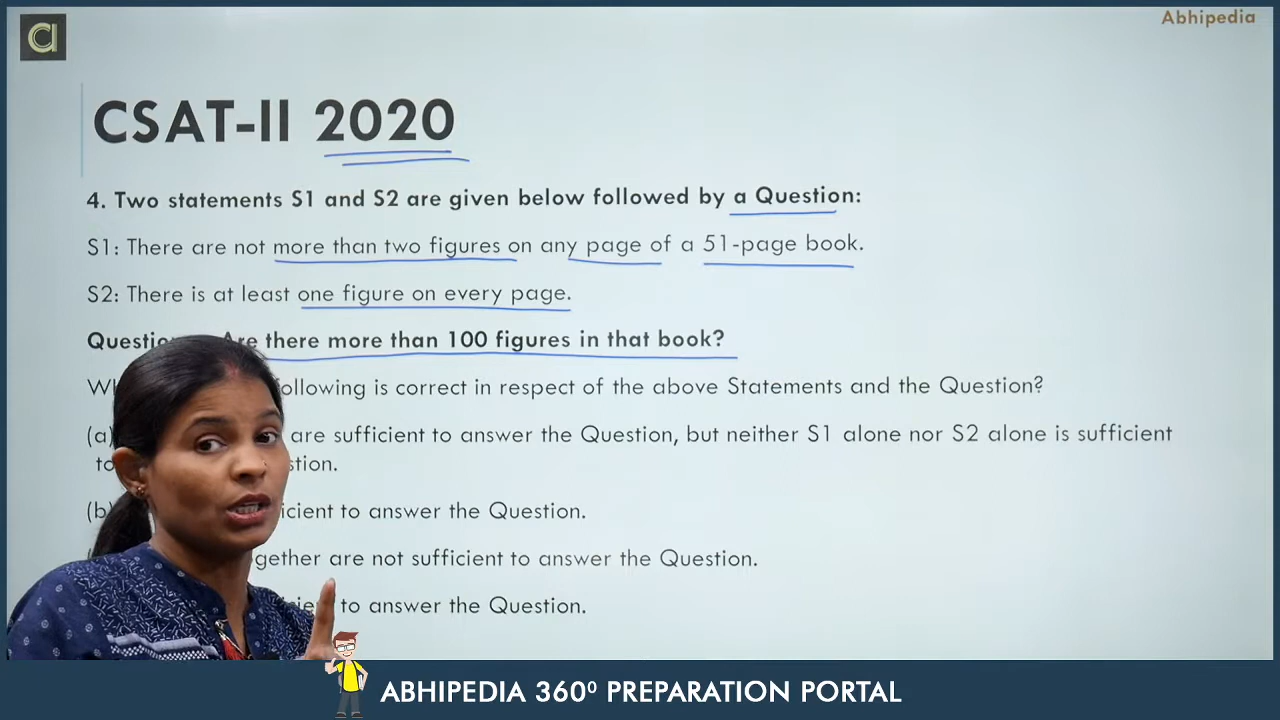 Abhipedia
CSAT-II 2020
4. Two statements S1 and S2 are given below followed by a Question:
S1: There are not more than two figures on any page of a 51-page book.
S2: There is at least one figure on every page.
Are there more than 100 figures in that book?
following is correct in respect of the above Statements and the Question?
(a) are sufficient to answer the Question, but neither S1 alone nor S2 alone is sufficient
to
(b) to answer the Question.
are not sufficient to answer the Question.
to answer the Question.
ABHIPEDIA 360⁰ PREPARATION PORTAL